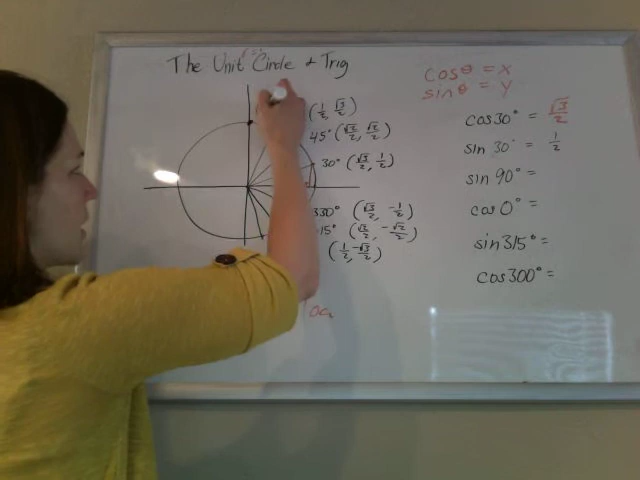 The Unit Circle & Trig
cosθ = x
sinθ = y
(1/2, √3/2)
45° (√2/2, √2/2)
30° (√3/2, 1/2)
330° (√3/2, -1/2)
15° (√2/2, -√2/2)
(1/2, -√3/2)
cos30° = √3/2
sin 30° = 1/2
sin 90° =
cos 0° =
sin315° =
cos300° =